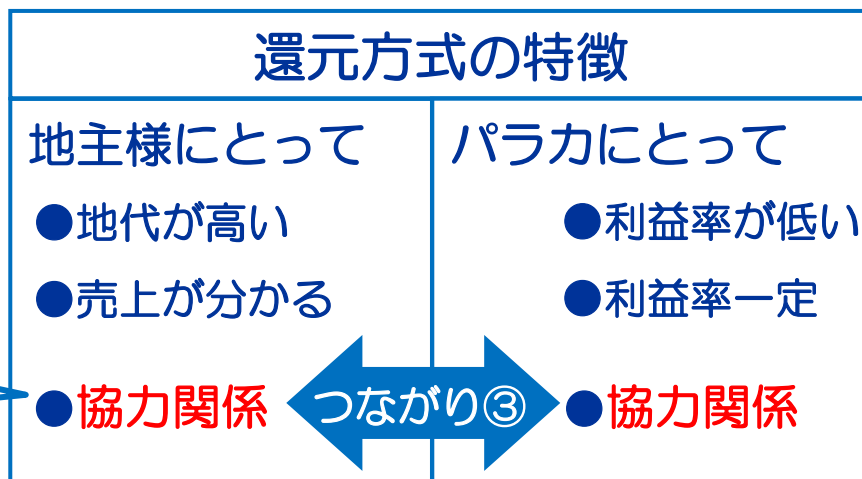 還元方式の特徴
地主様にとって
●地代が高い
●売上が分かる
●協力関係
つながり③
パラカにとって
●利益率が低い
●利益率一定
●協力関係